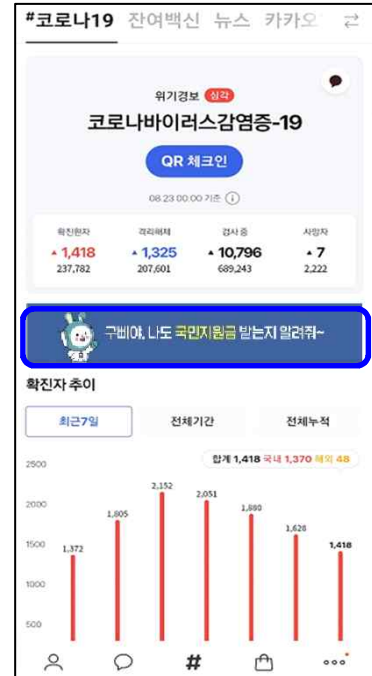 #코로나19 잔여백신 뉴스 카카오
위기경보 심각
코로나바이러스감염증-19
QR 체크인
08.23 00:00 기준
확진환자 격리해제 검사중 사망자
1,418 1,325 10,796 7
237,782 207,601 689,243 2,222
구삐야, 나도 국민지원금 받는지 알려줘~
확진자 추이
최근7일 전체기간 전체누적
합계 1,418 국내 1,370 해외 48
2500
2,152
2,051
2000
1,805
1,880
1,628
1500
1,372
1,418
1000
500
#